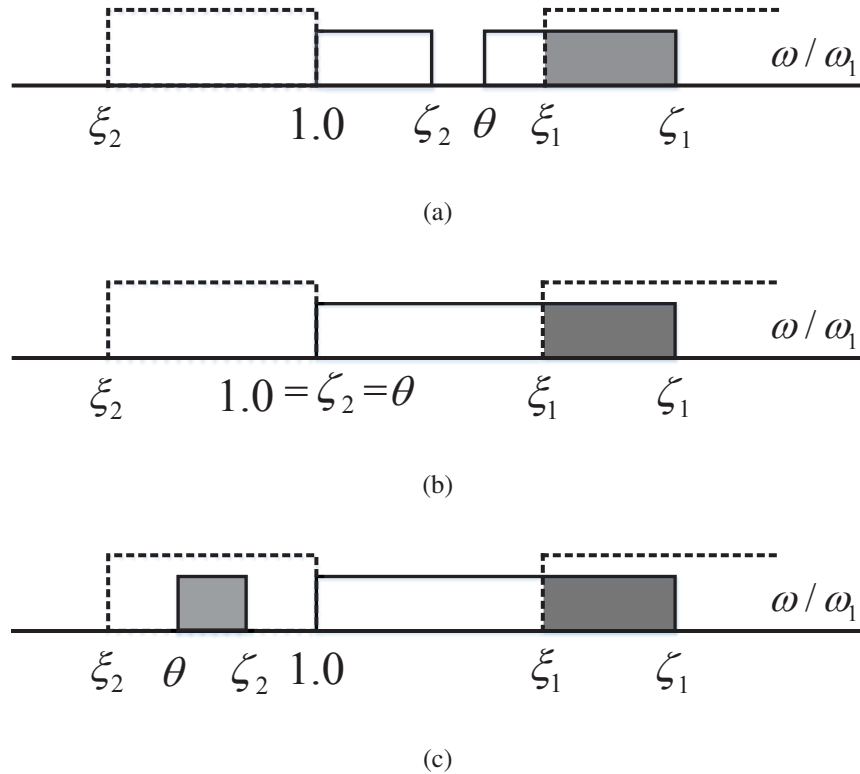 ω / ω₁
ξ₂ 1.0 ζ₂ θ ξ₁ ζ₁
(a)
ω / ω₁
ξ₂ 1.0 = ζ₂ = θ ξ₁ ζ₁
(b)
ω / ω₁
ξ₂ θ ζ₂ 1.0 ξ₁ ζ₁
(c)